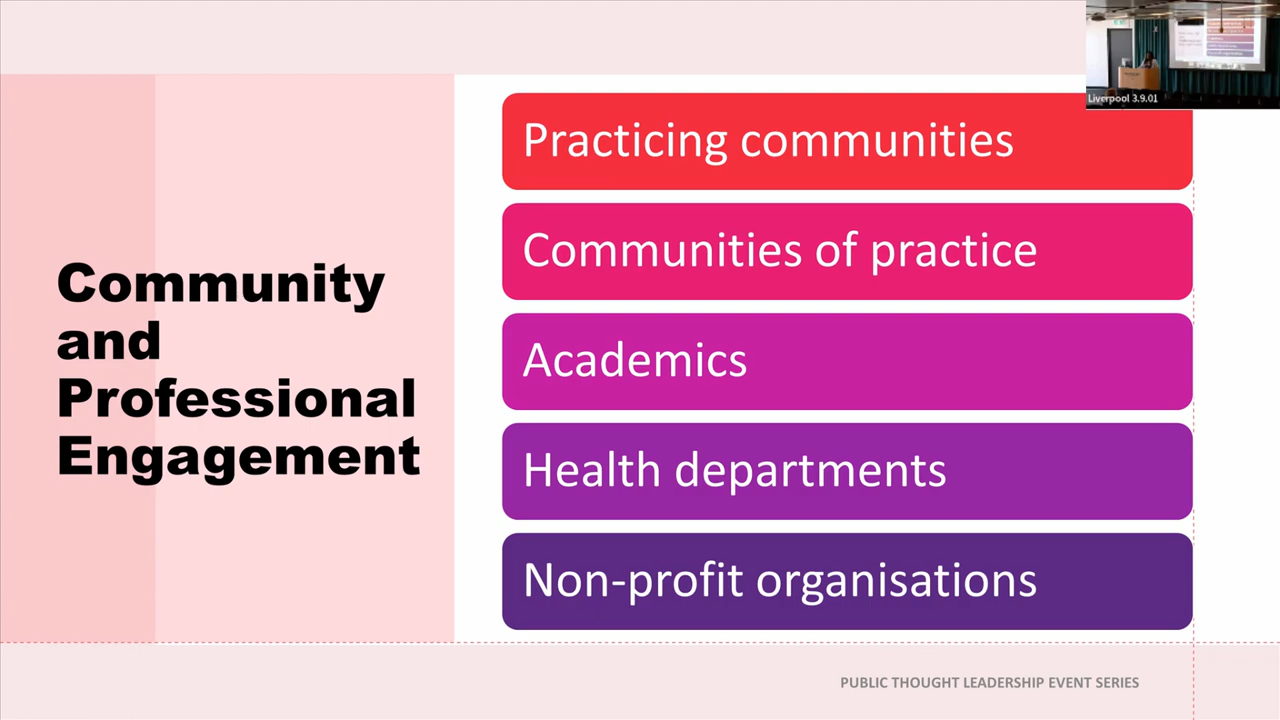 Liverpool 3.9.01
Practicing communities
Communities of practice
Academics
Health departments
Non-profit organisations
Community
and
Professional
Engagement
PUBLIC THOUGHT LEADERSHIP EVENT SERIES